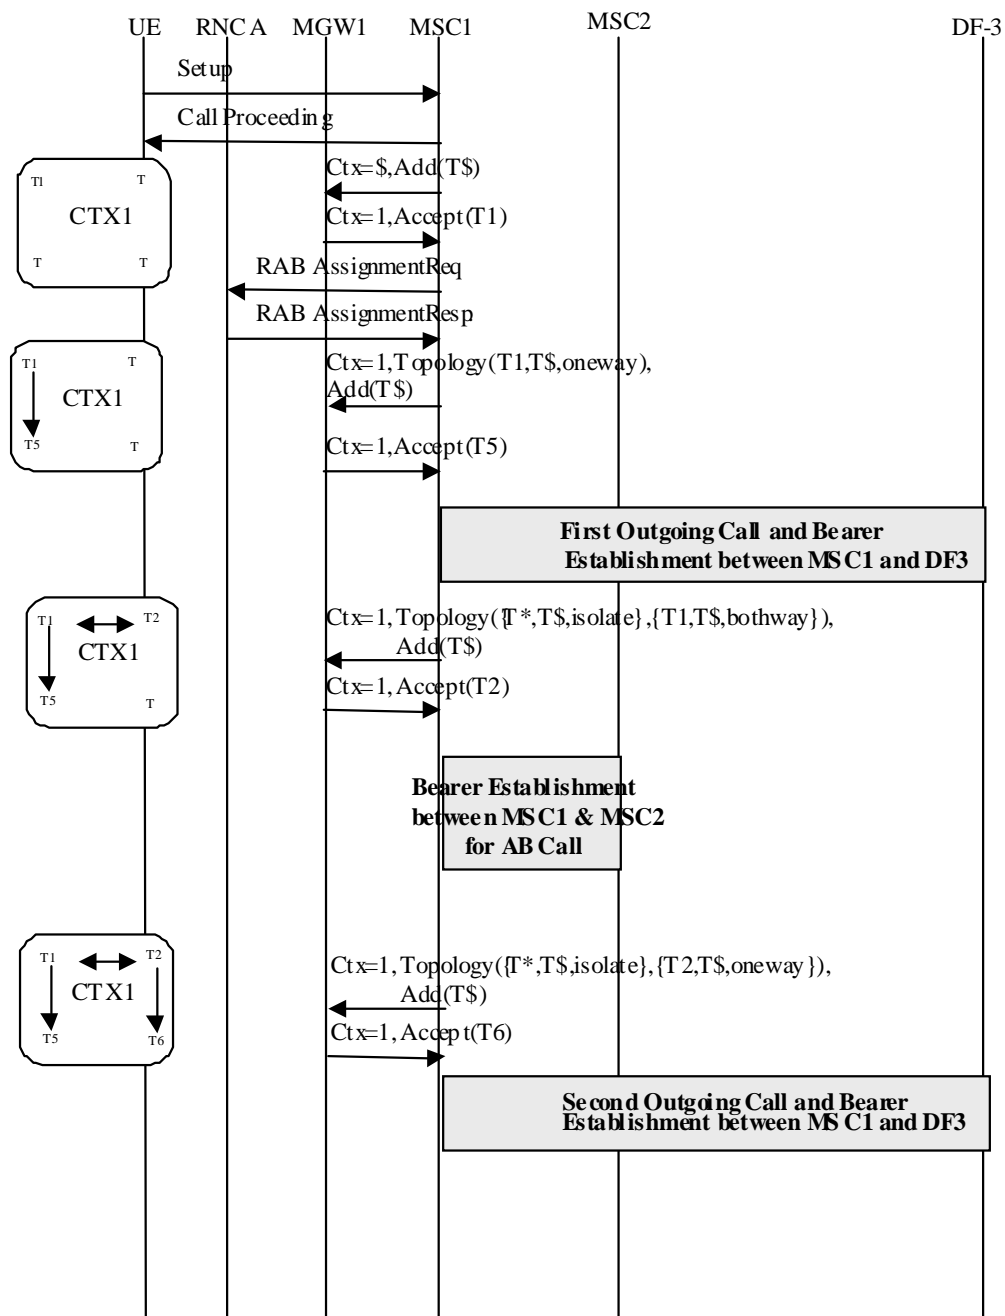 UE RNC A MGW1 MSC1 MSC2 DF-3
Setup
Call Proceeding
Ctx=$,Add(T$)
T1 T
CTX1
T T
Ctx=1,Accept(T1)
RAB AssignmentReq
RAB AssignmentResp
Ctx=1,Topology(T1,T$,oneway),
Add(T$)
T1 T
CTX1
T5 T
Ctx=1,Accept(T5)
First Outgoing Call and Bearer
Establishment between MSC1 and DF3
Ctx=1,Topology({T*,T$,isolate},{T1,T$,bothway}),
Add(T$)
T1 T2
CTX1
T5 T
Ctx=1,Accept(T2)
Bearer Establishment
between MSC1 & MSC2
for AB Call
Ctx=1,Topology({T*,T$,isolate},{T2,T$,oneway}),
Add(T$)
T1 T2
CTX1
T5 T6
Ctx=1,Accept(T6)
Second Outgoing Call and Bearer
Establishment between MSC1 and DF3